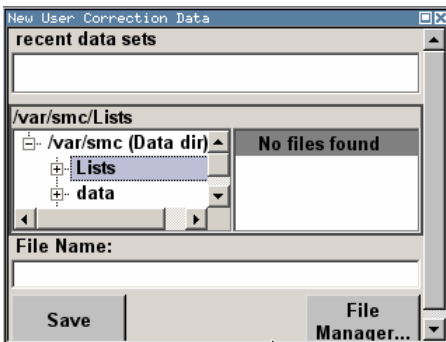 New User Correction Data
recent data sets
/var/smc/Lists
/var/smc (Data dir)
No files found
Lists
data
File Name:
Save
File
Manager...